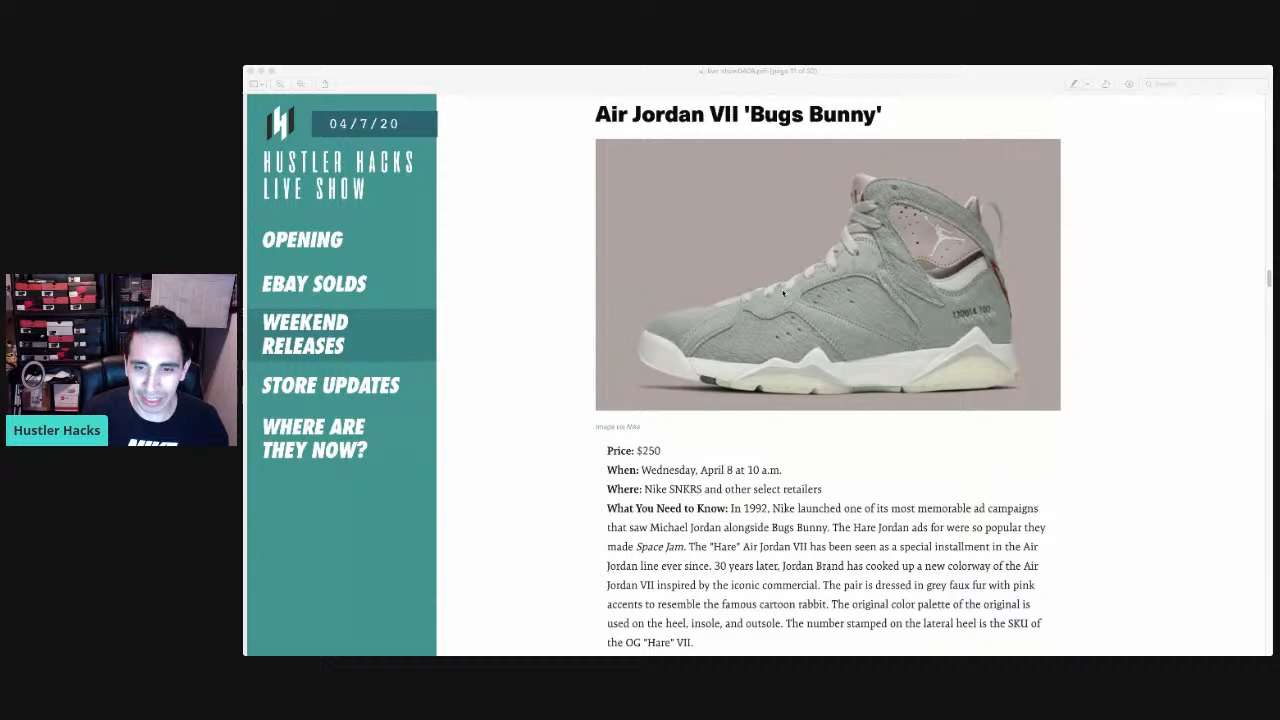 04/7/20
HUSTLER HACKS
LIVE SHOW
OPENING
EBAY SOLDS
WEEKEND
RELEASES
STORE UPDATES
WHERE ARE
THEY NOW?
Hustler Hacks
Air Jordan VII 'Bugs Bunny'
Image via Nike
Price: $250
When: Wednesday, April 8 at 10 a.m.
Where: Nike SNKRS and other select retailers
What You Need to Know: In 1992, Nike launched one of its most memorable ad campaigns
that saw Michael Jordan alongside Bugs Bunny. The Hare Jordan ads for were so popular they
made Space Jam. The "Hare" Air Jordan VII has been seen as a special installment in the Air
Jordan line ever since. 30 years later, Jordan Brand has cooked up a new colorway of the Air
Jordan VII inspired by the iconic commercial. The pair is dressed in grey faux fur with pink
accents to resemble the famous cartoon rabbit. The original color palette of the original is
used on the heel, insole, and outsole. The number stamped on the lateral heel is the SKU of
the OG "Hare" VII.